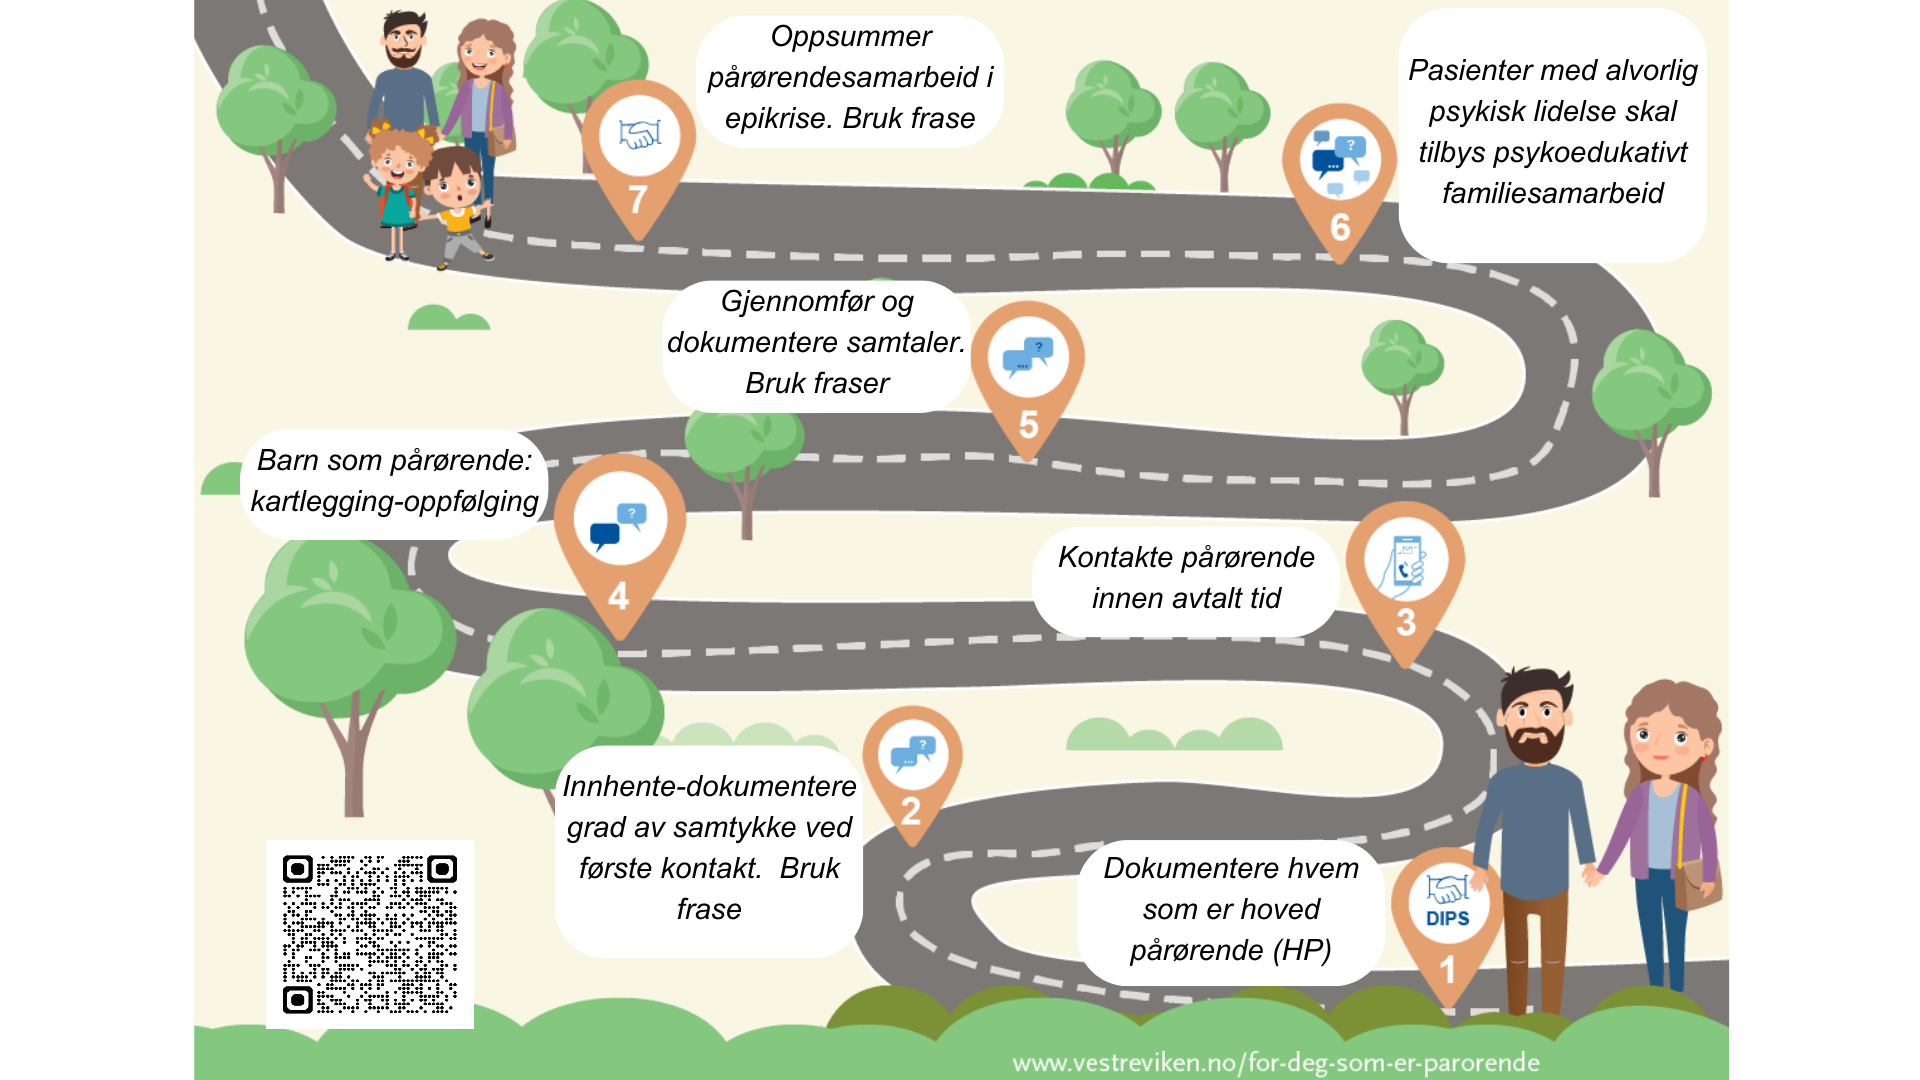 Oppsummer
pårørendesamarbeid i
epikrise. Bruk frase
7
Pasienter med alvorlig
psykisk lidelse skal
tilbys psykoedukativt
familiesamarbeid
?
...
6
Gjennomfør og
dokumentere samtaler.
Bruk fraser
?
...
5
Barn som pårørende:
kartlegging-oppfølging
?
4
Kontakte pårørende
innen avtalt tid
3
Innhente-dokumentere
grad av samtykke ved
første kontakt.  Bruk
frase
?
...
2
Dokumentere hvem
som er hoved
pårørende (HP)
DIPS
1
www.vestreviken.no/for-deg-som-er-parorende